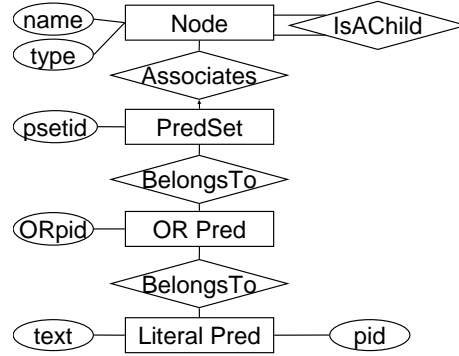 name
Node
IsAChild
type
Associates
psetid
PredSet
BelongsTo
ORpid
OR Pred
BelongsTo
text
Literal Pred
pid